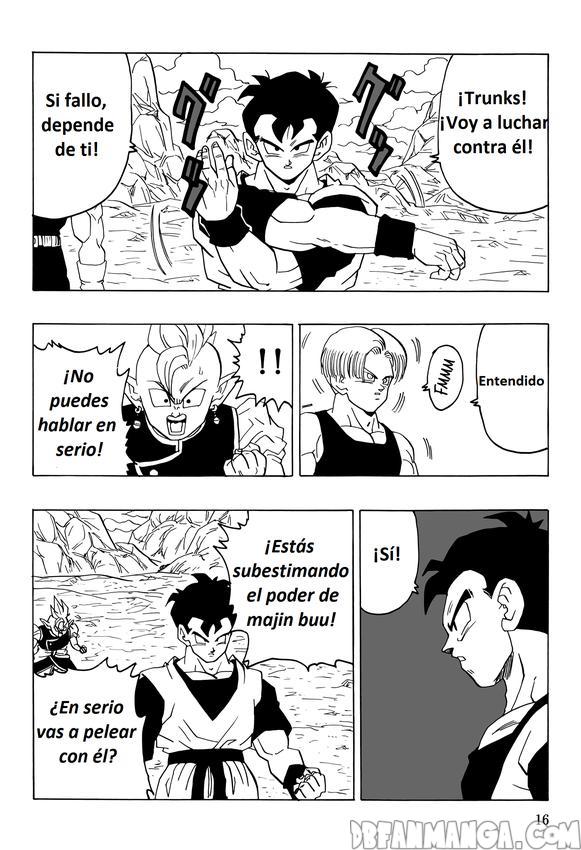 ¡Trunks!
¡Voy a luchar
contra él!
Si fallo,
depende
de ti!
Entendido
FMMM
!!
¡No
puedes
hablar en
serio!
¡Sí!
¡Estás
subestimando
el poder de
majin buu!
¿En serio
vas a pelear
con él?
16
DBFANMANGA.COM